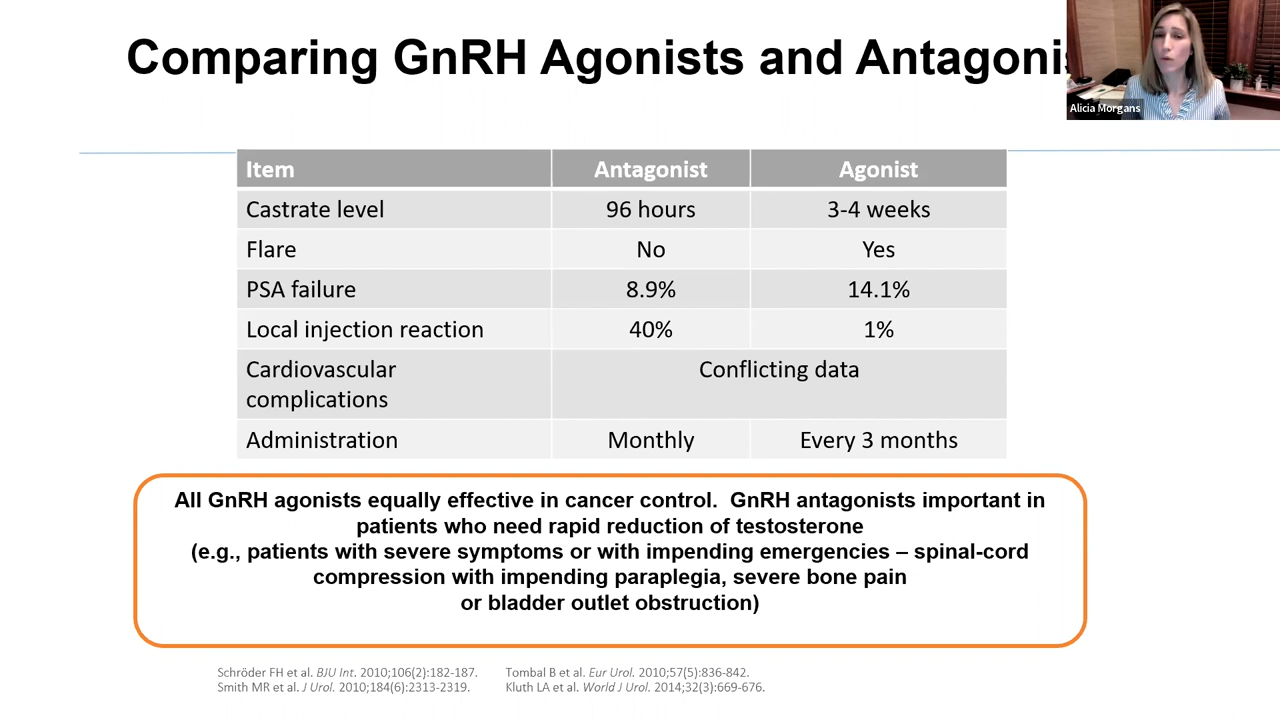 Comparing GnRH Agonists and Antagonis
Alicia Morgans
Item Antagonist Agonist
Castrate level 96 hours 3-4 weeks
Flare No Yes
PSA failure 8.9% 14.1%
Local injection reaction 40% 1%
Cardiovascular
complications
Conflicting data
Administration Monthly Every 3 months
All GnRH agonists equally effective in cancer control. GnRH antagonists important in
patients who need rapid reduction of testosterone
(e.g., patients with severe symptoms or with impending emergencies – spinal-cord
compression with impending paraplegia, severe bone pain
or bladder outlet obstruction)
Schröder FH et al. BJU Int. 2010;106(2):182-187. Tombal B et al. Eur Urol. 2010;57(5):836-842.
Smith MR et al. J Urol. 2010;184(6):2313-2319. Kluth LA et al. World J Urol. 2014;32(3):669-676.